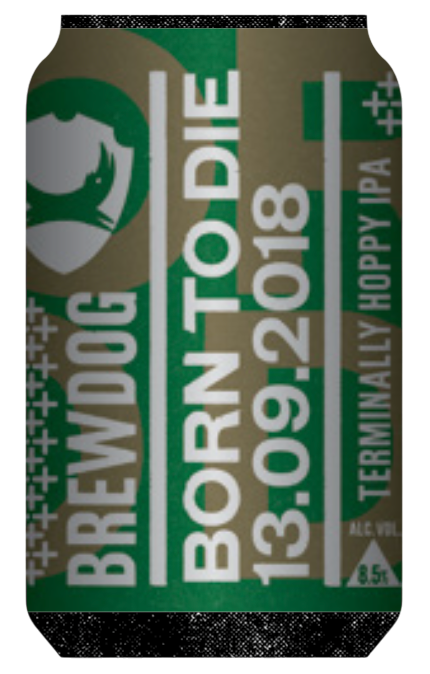 BREWDOG
BORN TO DIE
13.09.2018
TERMINALLY HOPPY IPA
ALC. VOL.
8.5%